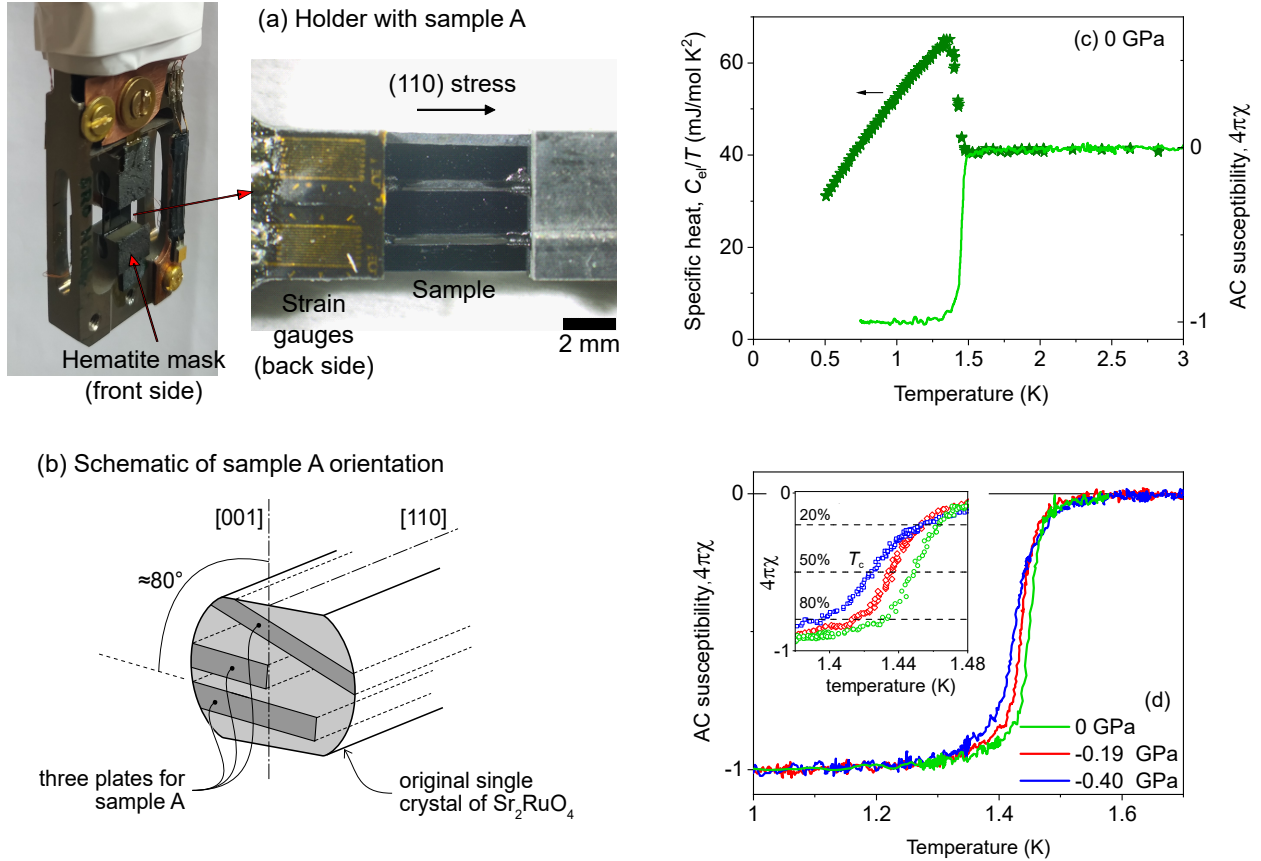 (a) Holder with sample A
(110) stress
Strain
gauges
(back side)
Sample
2 mm
Hematite mask
(front side)
(b) Schematic of sample A orientation
[001]
[110]
≈80°
three plates for
sample A
original single
crystal of Sr₂RuO₄
(c) 0 GPa
Specific heat, C_el/T (mJ/mol K²)
AC susceptibility, 4πχ
60
40
20
0
0
-1
0
0.5
1
1.5
2
2.5
3
Temperature (K)
(d)
AC susceptibility, 4πχ
0
-1
1
1.2
1.4
1.6
Temperature (K)
0
4πχ
-1
20%
50%
80%
T_c
1.4
1.44
1.48
temperature (K)
0 GPa
-0.19 GPa
-0.40 GPa